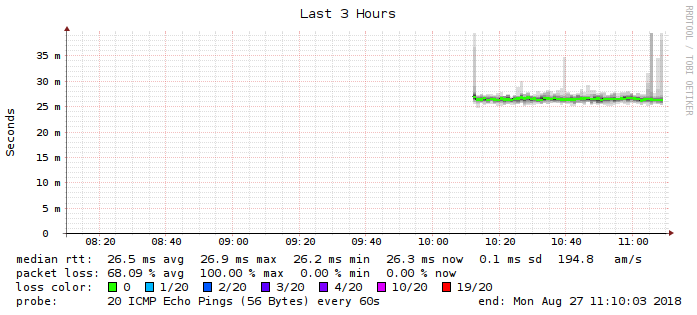 Last 3 Hours
RRDTOOL / TOBI OETIKER
Seconds
35 m
30 m
25 m
20 m
15 m
10 m
5 m
0
08:20 08:40 09:00 09:20 09:40 10:00 10:20 10:40 11:00
median rtt: 26.5 ms avg 26.9 ms max 26.2 ms min 26.3 ms now 0.1 ms sd 194.8 am/s
packet loss: 68.09 % avg 100.00 % max 0.00 % min 0.00 % now
loss color: 0 1/20 2/20 3/20 4/20 10/20 19/20
probe: 20 ICMP Echo Pings (56 Bytes) every 60s end: Mon Aug 27 11:10:03 2018